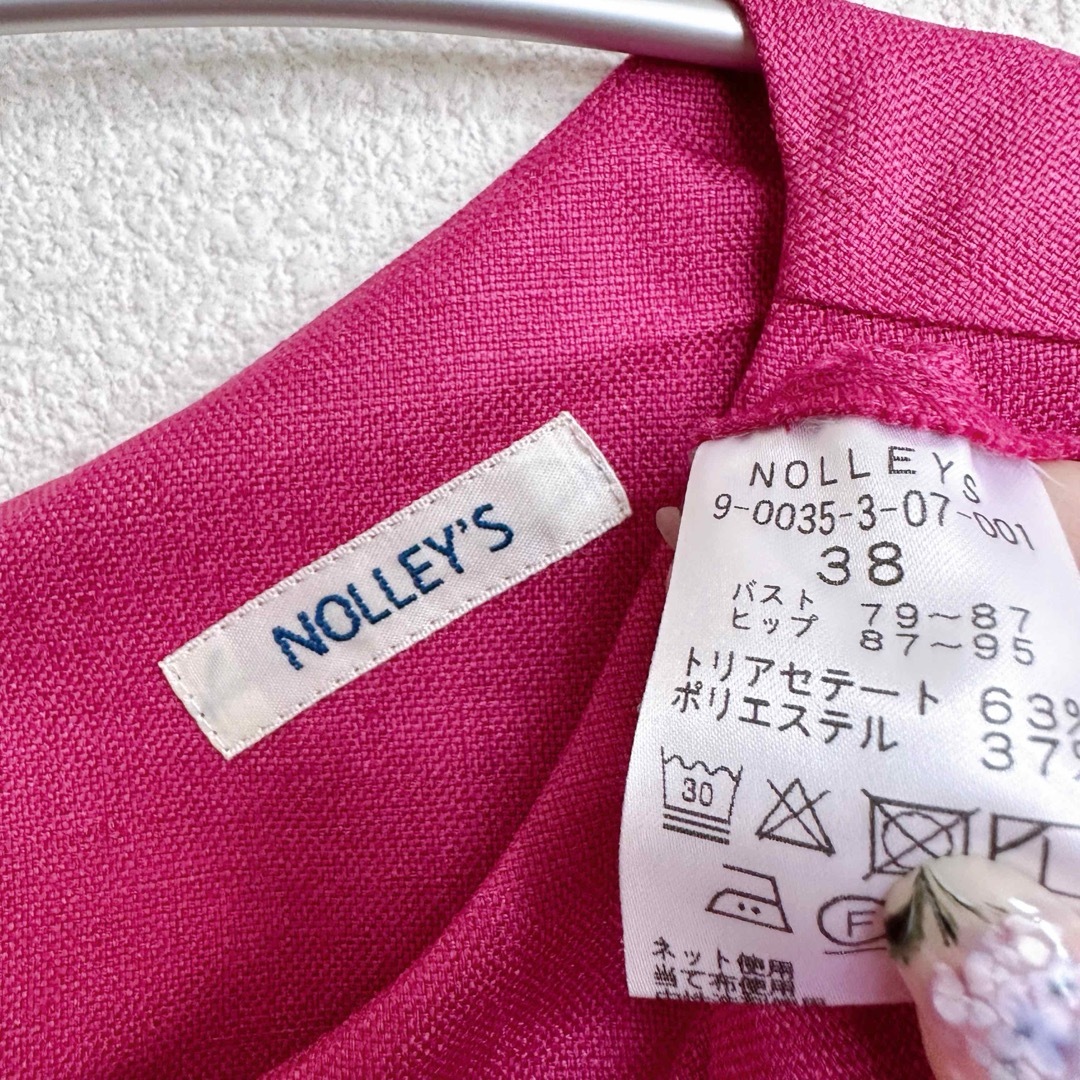 NOLLEY'S
NOLLEYS
9-0035-3-07-001
38
バスト 79～87
ヒップ 87～95
トリアセテート 63%
ポリエステル 37%
30
F
ネット使用
当て布使用